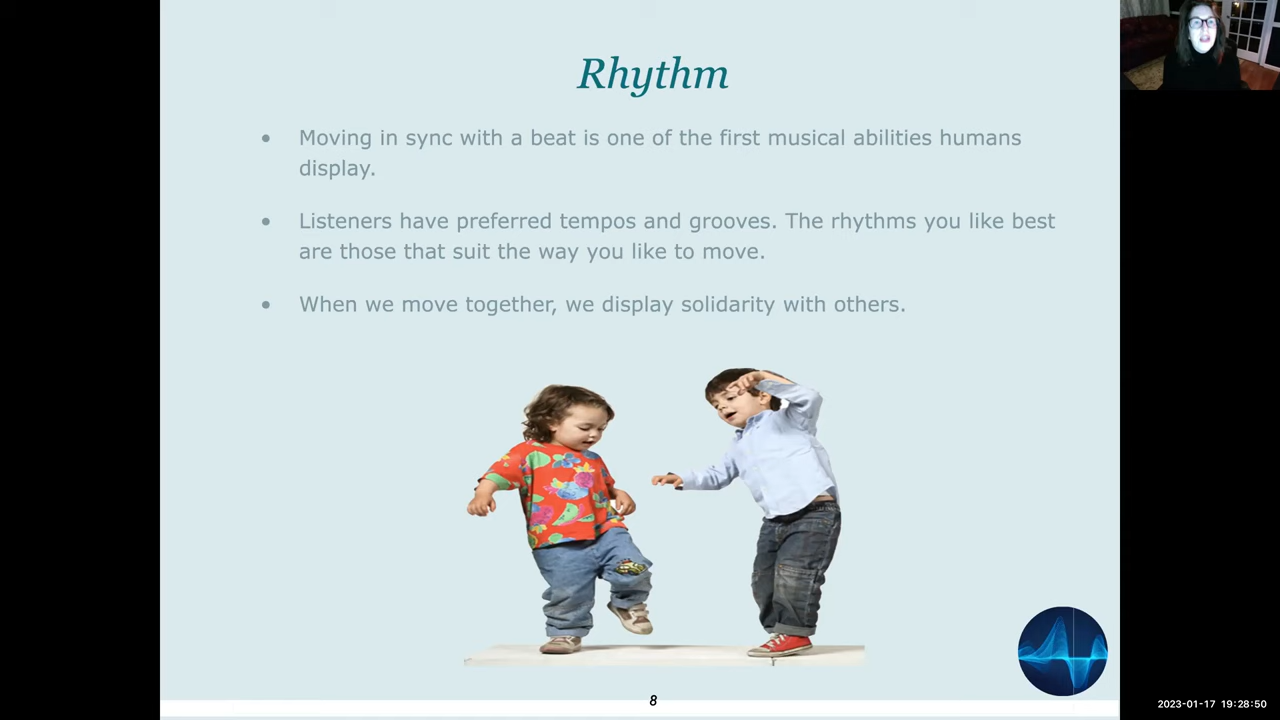 Rhythm
• Moving in sync with a beat is one of the first musical abilities humans
display.
• Listeners have preferred tempos and grooves. The rhythms you like best
are those that suit the way you like to move.
• When we move together, we display solidarity with others.
8
2023-01-17 19:28:50